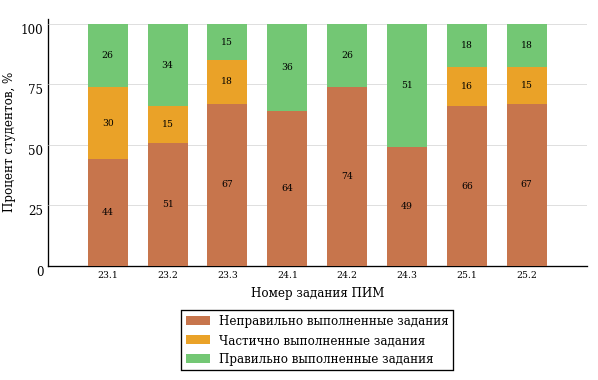 100
75
50
25
0
Процент студентов, %
26 34 15 36 26 51 18 18
30 15 18 16 15
44 51 67 64 74 49 66 67
23.1 23.2 23.3 24.1 24.2 24.3 25.1 25.2
Номер задания ПИМ
Неправильно выполненные задания
Частично выполненные задания
Правильно выполненные задания